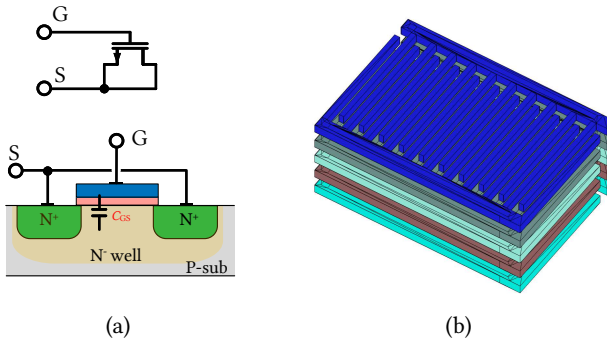 G
S
G
S
N⁺ C_GS N⁺
N⁻ well
P-sub
(a) (b)